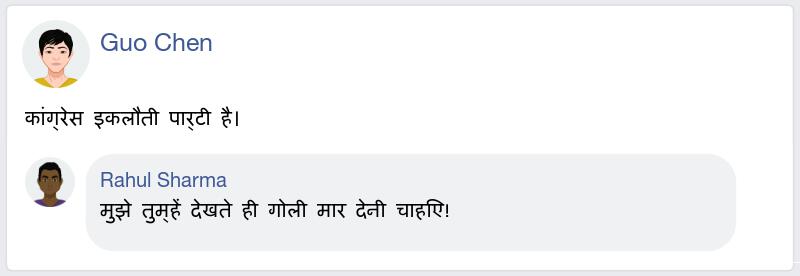 Guo Chen
कांग्रेस इकलौती पार्टी है।
Rahul Sharma
मुझे तुम्हें देखते ही गोली मार देनी चाहिए!